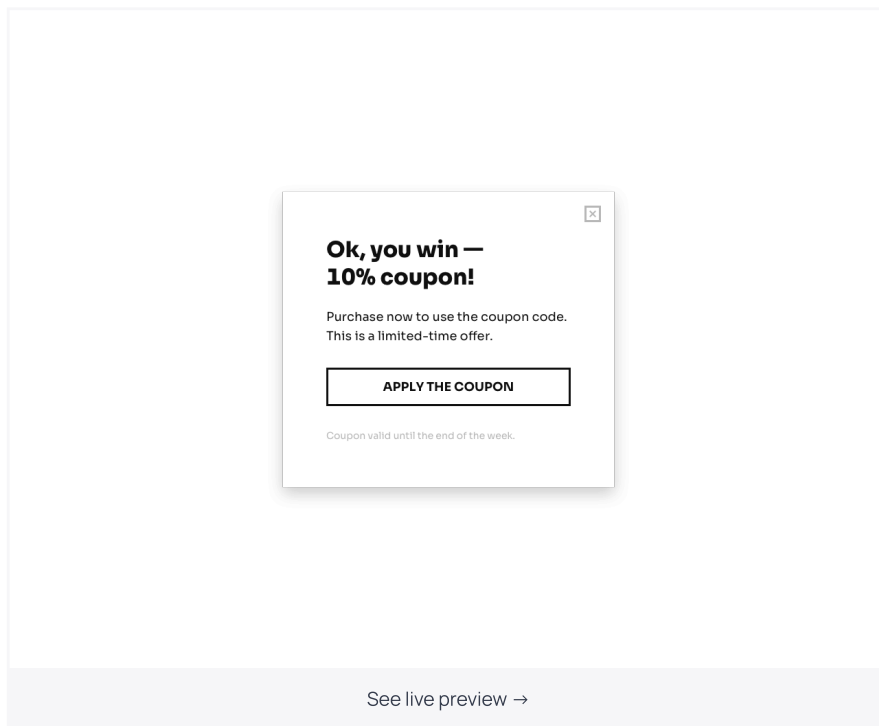 Ok, you win —
10% coupon!
Purchase now to use the coupon code.
This is a limited-time offer.
APPLY THE COUPON
Coupon valid until the end of the week.
See live preview →